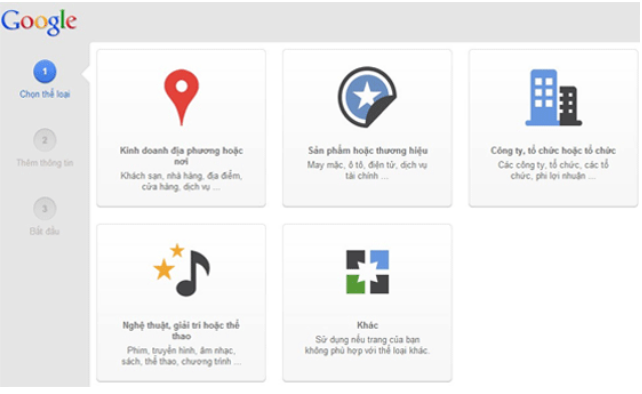 Google
1
Chọn thể loại
2
Thêm thông tin
3
Bắt đầu
Kinh doanh địa phương hoặc
nơi
Khách sạn, nhà hàng, địa điểm,
cửa hàng, dịch vụ ...
Sản phẩm hoặc thương hiệu
May mặc, ô tô, điện tử, dịch vụ
tài chính ...
Công ty, tổ chức hoặc tổ chức
Các công ty, tổ chức, các tổ
chức, phi lợi nhuận ...
Nghệ thuật, giải trí hoặc thể
thao
Phim, truyền hình, âm nhạc,
sách, thể thao, chương trình ...
Khác
Sử dụng nếu trang của bạn
không phù hợp với thể loại khác.